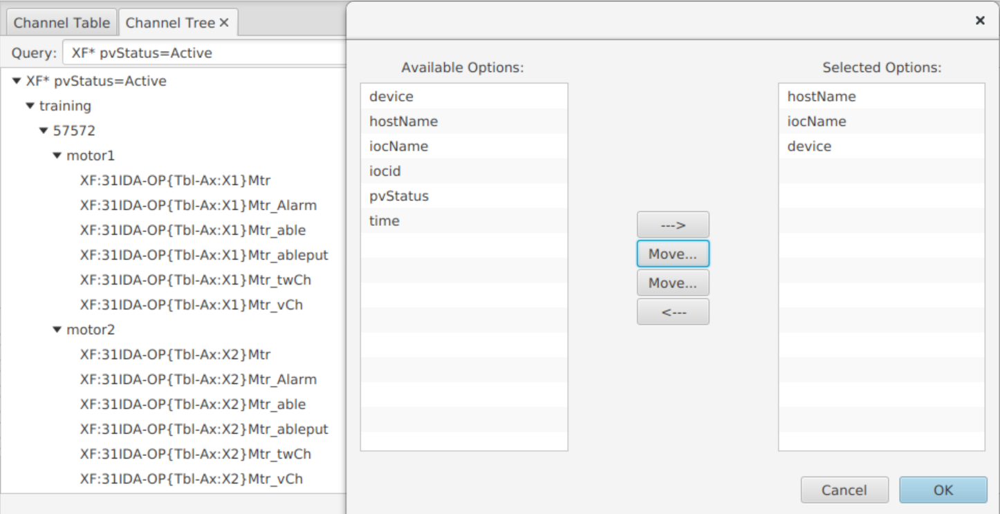 Channel Table
Channel Tree ✕
Query: XF* pvStatus=Active
XF* pvStatus=Active
training
57572
motor1
XF:31IDA-OP{Tbl-Ax:X1}Mtr
XF:31IDA-OP{Tbl-Ax:X1}Mtr_Alarm
XF:31IDA-OP{Tbl-Ax:X1}Mtr_able
XF:31IDA-OP{Tbl-Ax:X1}Mtr_ableput
XF:31IDA-OP{Tbl-Ax:X1}Mtr_twCh
XF:31IDA-OP{Tbl-Ax:X1}Mtr_vCh
motor2
XF:31IDA-OP{Tbl-Ax:X2}Mtr
XF:31IDA-OP{Tbl-Ax:X2}Mtr_Alarm
XF:31IDA-OP{Tbl-Ax:X2}Mtr_able
XF:31IDA-OP{Tbl-Ax:X2}Mtr_ableput
XF:31IDA-OP{Tbl-Ax:X2}Mtr_twCh
XF:31IDA-OP{Tbl-Ax:X2}Mtr_vCh
Available Options:
device
hostName
iocName
iocid
pvStatus
time
--->
Move...
Move...
<---
Selected Options:
hostName
iocName
device
Cancel
OK